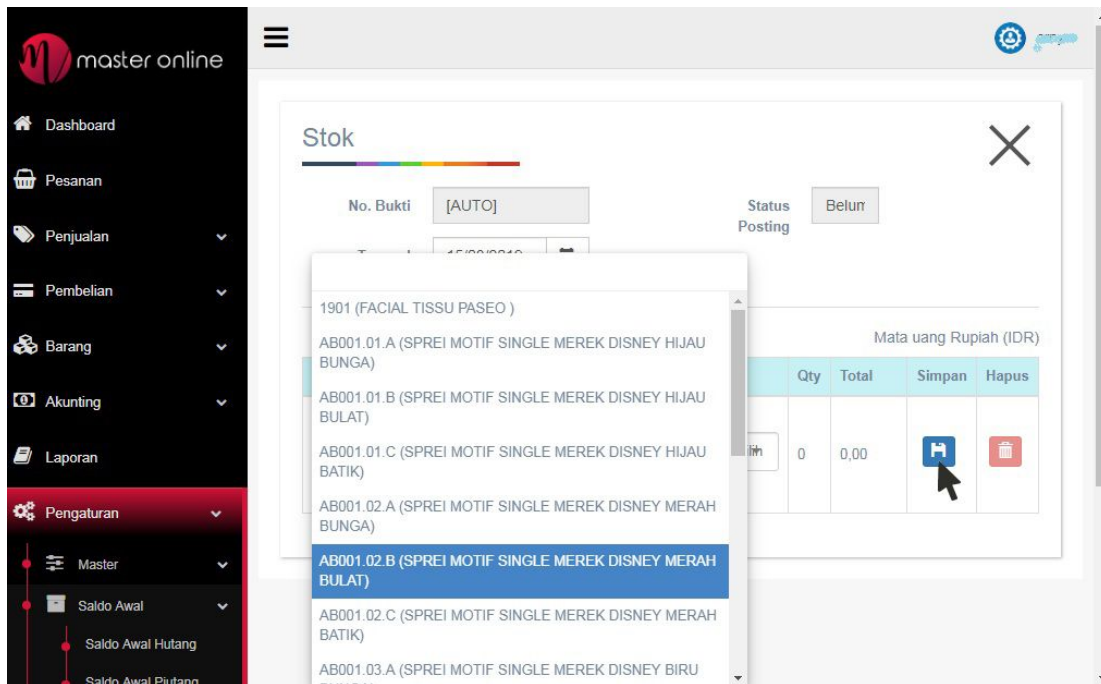 master online
Dashboard
Pesanan
Penjualan
Pembelian
Barang
Akunting
Laporan
Pengaturan
Master
Saldo Awal
Saldo Awal Hutang
Saldo Awal Piutang
Stok
No. Bukti [AUTO]
Status Posting Belum
1901 (FACIAL TISSU PASEO )
AB001.01.A (SPREI MOTIF SINGLE MEREK DISNEY HIJAU
BUNGA)
AB001.01.B (SPREI MOTIF SINGLE MEREK DISNEY HIJAU
BULAT)
AB001.01.C (SPREI MOTIF SINGLE MEREK DISNEY HIJAU
BATIK)
AB001.02.A (SPREI MOTIF SINGLE MEREK DISNEY MERAH
BUNGA)
AB001.02.B (SPREI MOTIF SINGLE MEREK DISNEY MERAH
BULAT)
AB001.02.C (SPREI MOTIF SINGLE MEREK DISNEY MERAH
BATIK)
AB001.03.A (SPREI MOTIF SINGLE MEREK DISNEY BIRU
Mata uang Rupiah (IDR)
Qty Total Simpan Hapus
0 0,00